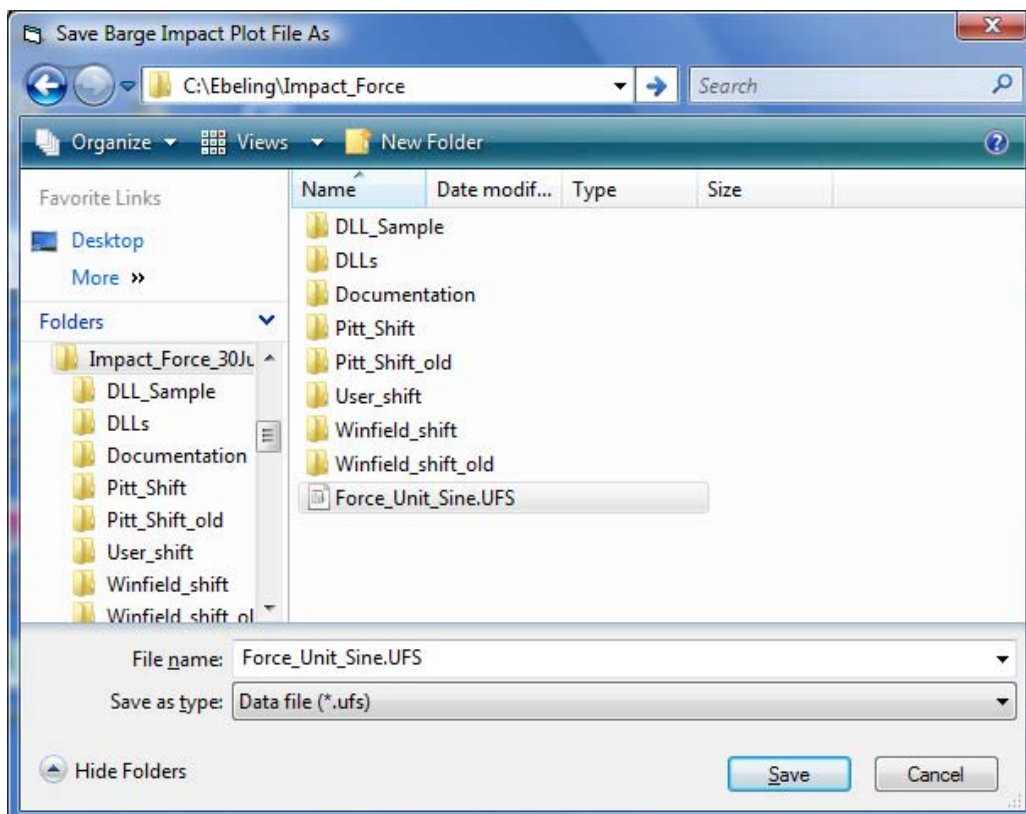 Save Barge Impact Plot File As
C:\Ebeling\Impact_Force
Search
Organize Views New Folder
Favorite Links
Desktop
More »
Folders
Impact_Force_30Ju
DLL_Sample
DLLs
Documentation
Pitt_Shift
Pitt_Shift_old
User_shift
Winfield_shift
Winfield_shift_ol
Name Date modif... Type Size
DLL_Sample
DLLs
Documentation
Pitt_Shift
Pitt_Shift_old
User_shift
Winfield_shift
Winfield_shift_old
Force_Unit_Sine.UFS
File name: Force_Unit_Sine.UFS
Save as type: Data file (*.ufs)
Hide Folders
Save Cancel